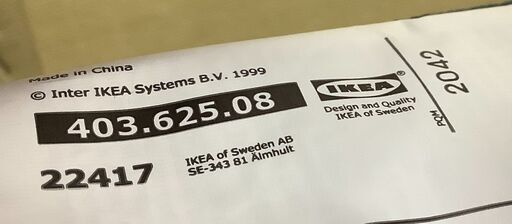 Made in China
© Inter IKEA Systems B.V. 1999
403.625.08
22417
IKEA of Sweden AB
SE-343 81 Älmhult
IKEA®
Design and Quality
IKEA of Sweden
PQM
2042